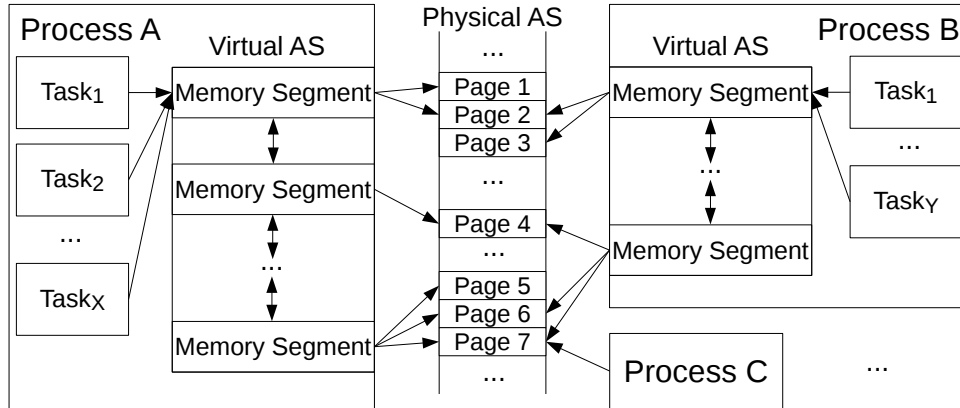 Process A
Virtual AS
Task1
Task2
...
TaskX
Memory Segment
Memory Segment
...
Memory Segment
Physical AS
...
Page 1
Page 2
Page 3
...
Page 4
...
Page 5
Page 6
Page 7
...
Process B
Virtual AS
Memory Segment
...
Memory Segment
Task1
...
TaskY
Process C
...